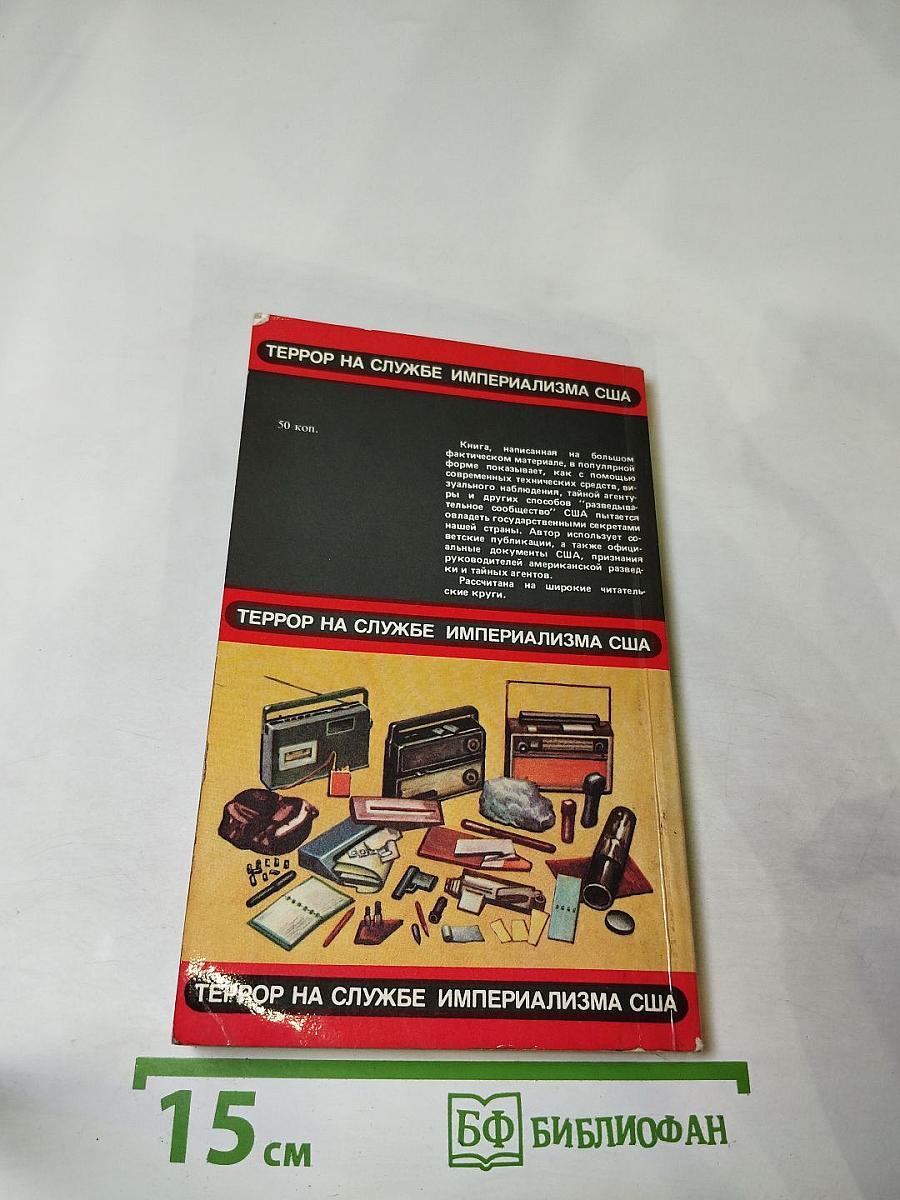 ТЕРРОР НА СЛУЖБЕ ИМПЕРИАЛИЗМА США
50 коп.
Книга, написанная на большом
фактическом материале, в популярной
форме показывает, как с помощью
современных технических средств, ви-
зуального наблюдения, тайной агенту-
ры и других способов "разведыва-
тельное сообщество" США пытается
овладеть государственными секретами
нашей страны. Автор использует со-
ветские публикации, а также офици-
альные документы США, признания
руководителей американской развед-
ки и тайных агентов.
Рассчитана на широкие читатель-
ские круги.
ТЕРРОР НА СЛУЖБЕ ИМПЕРИАЛИЗМА США
ТЕРРОР НА СЛУЖБЕ ИМПЕРИАЛИЗМА США
15 см
БФ БИБЛИОФАН